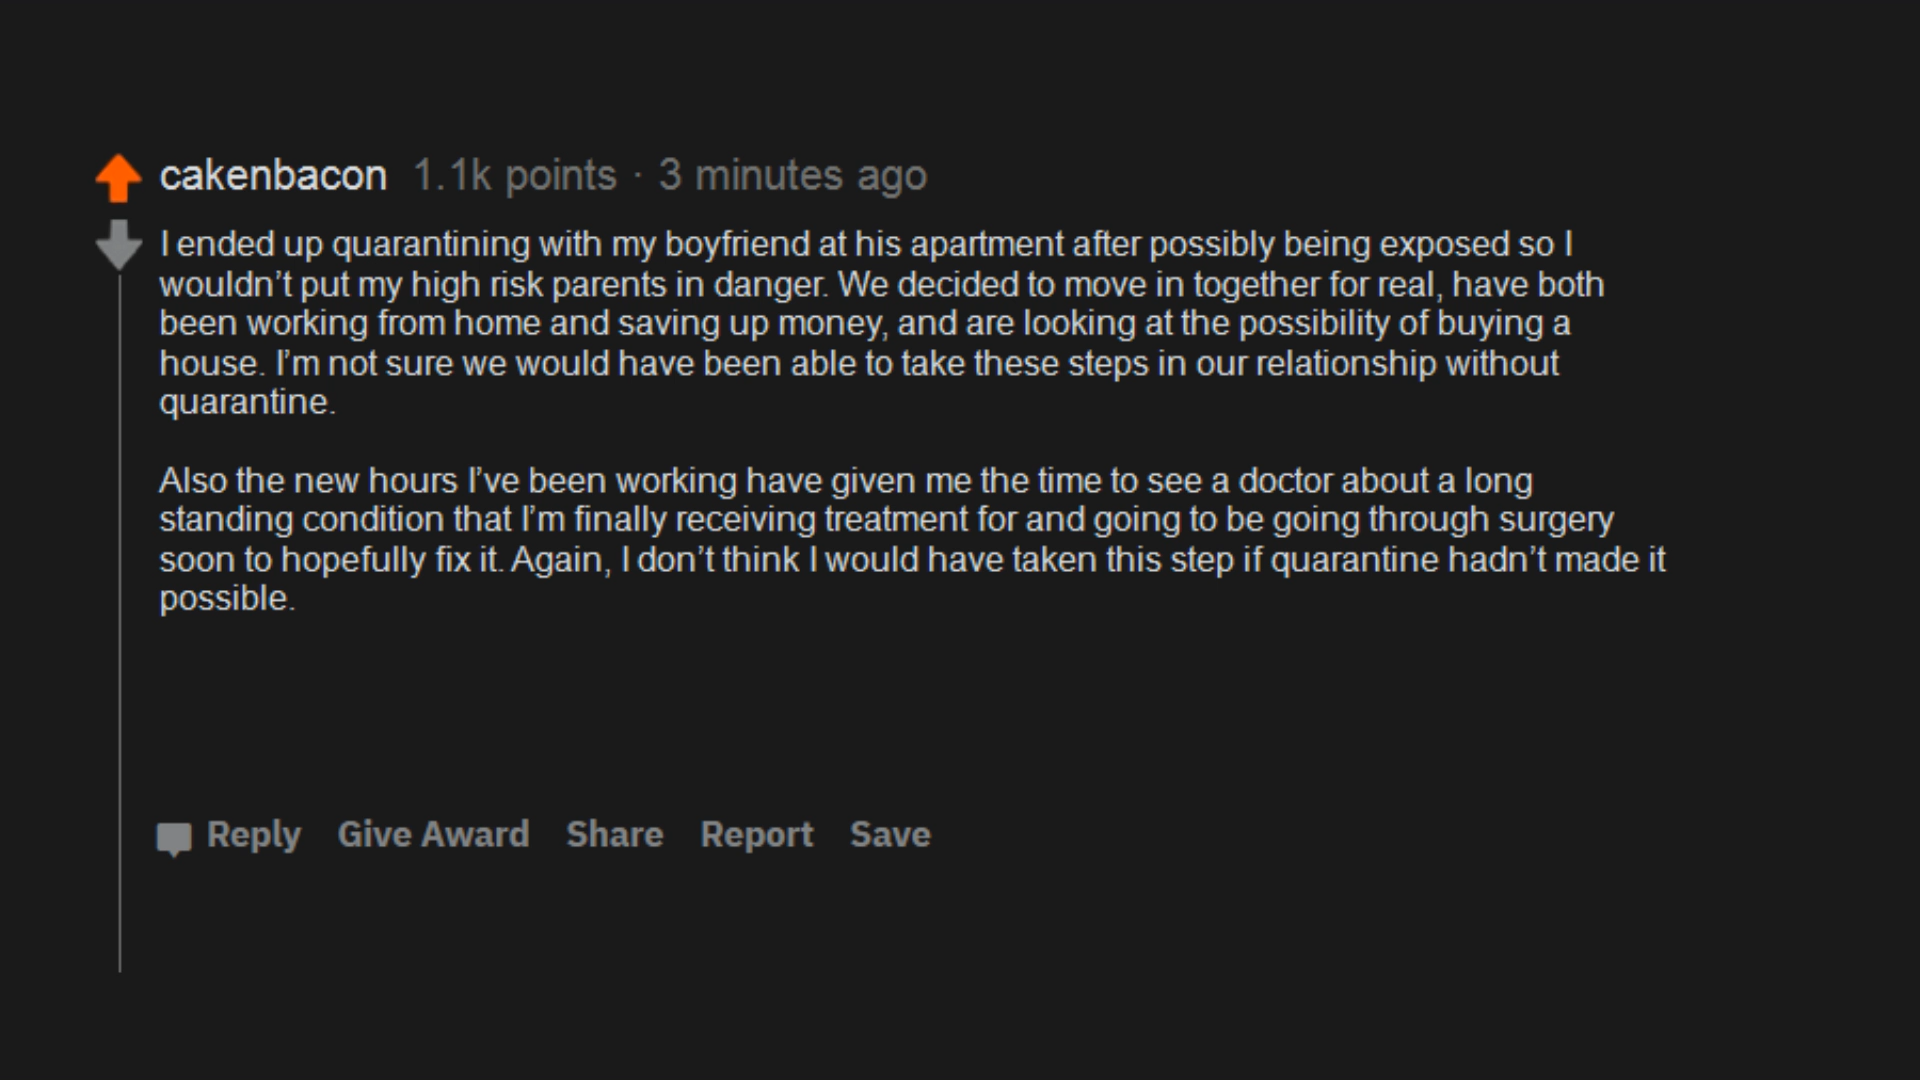 cakenbacon 1.1k points · 3 minutes ago
I ended up quarantining with my boyfriend at his apartment after possibly being exposed so I
wouldn’t put my high risk parents in danger. We decided to move in together for real, have both
been working from home and saving up money, and are looking at the possibility of buying a
house. I’m not sure we would have been able to take these steps in our relationship without
quarantine.
Also the new hours I’ve been working have given me the time to see a doctor about a long
standing condition that I’m finally receiving treatment for and going to be going through surgery
soon to hopefully fix it. Again, I don’t think I would have taken this step if quarantine hadn’t made it
possible.
Reply Give Award Share Report Save